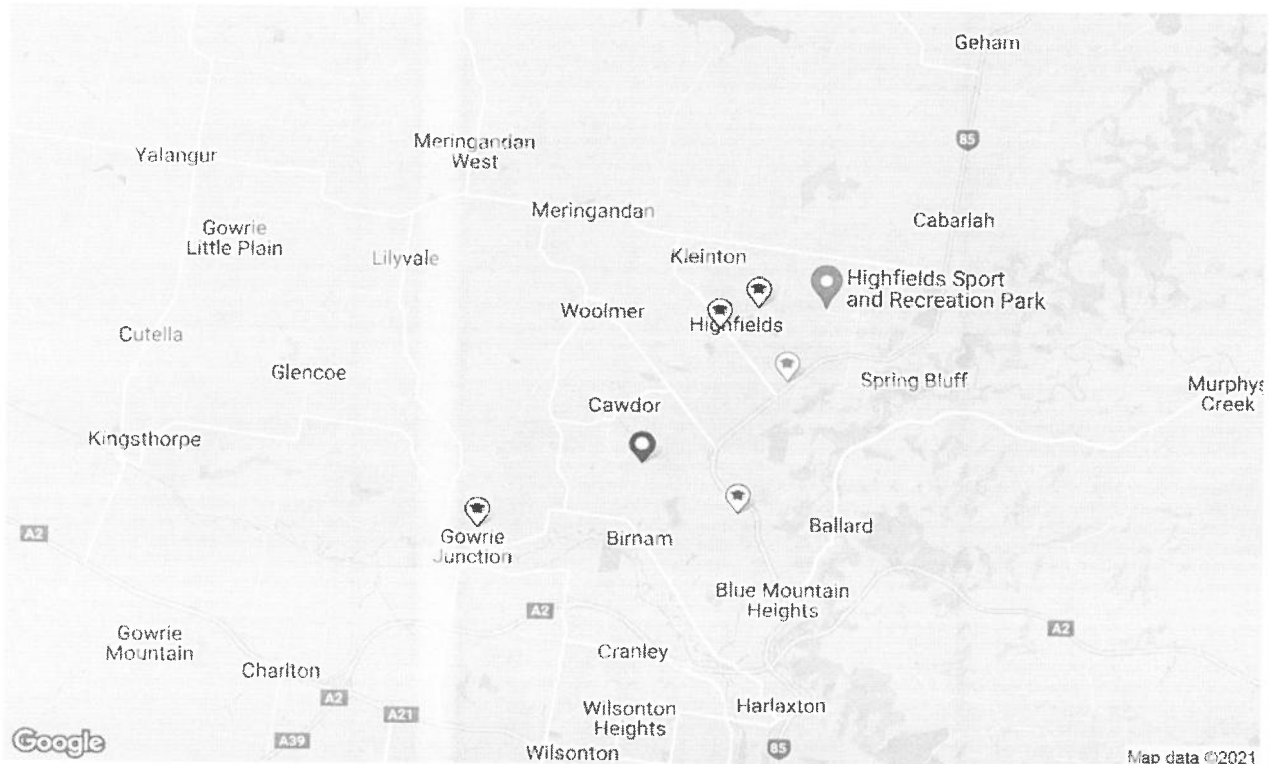 Geham
85
Meringandan
West
Yalangur
Meringandan
Cabarlah
Gowrie
Little Plain
Lilyvale
Kleinton
Highfields Sport
and Recreation Park
Woolmer
Highfields
Cutella
Glencoe
Spring Bluff
Murphys
Creek
Cawdor
Kingsthorpe
Gowrie
Junction
Ballard
A2
Birnam
Blue Mountain
Heights
A2
A2
Gowrie
Mountain
Cranley
Charlton
A2
Wilsonton
Heights
Harlaxton
A21
Google
A39
Wilsonton
85
Map data ©2021